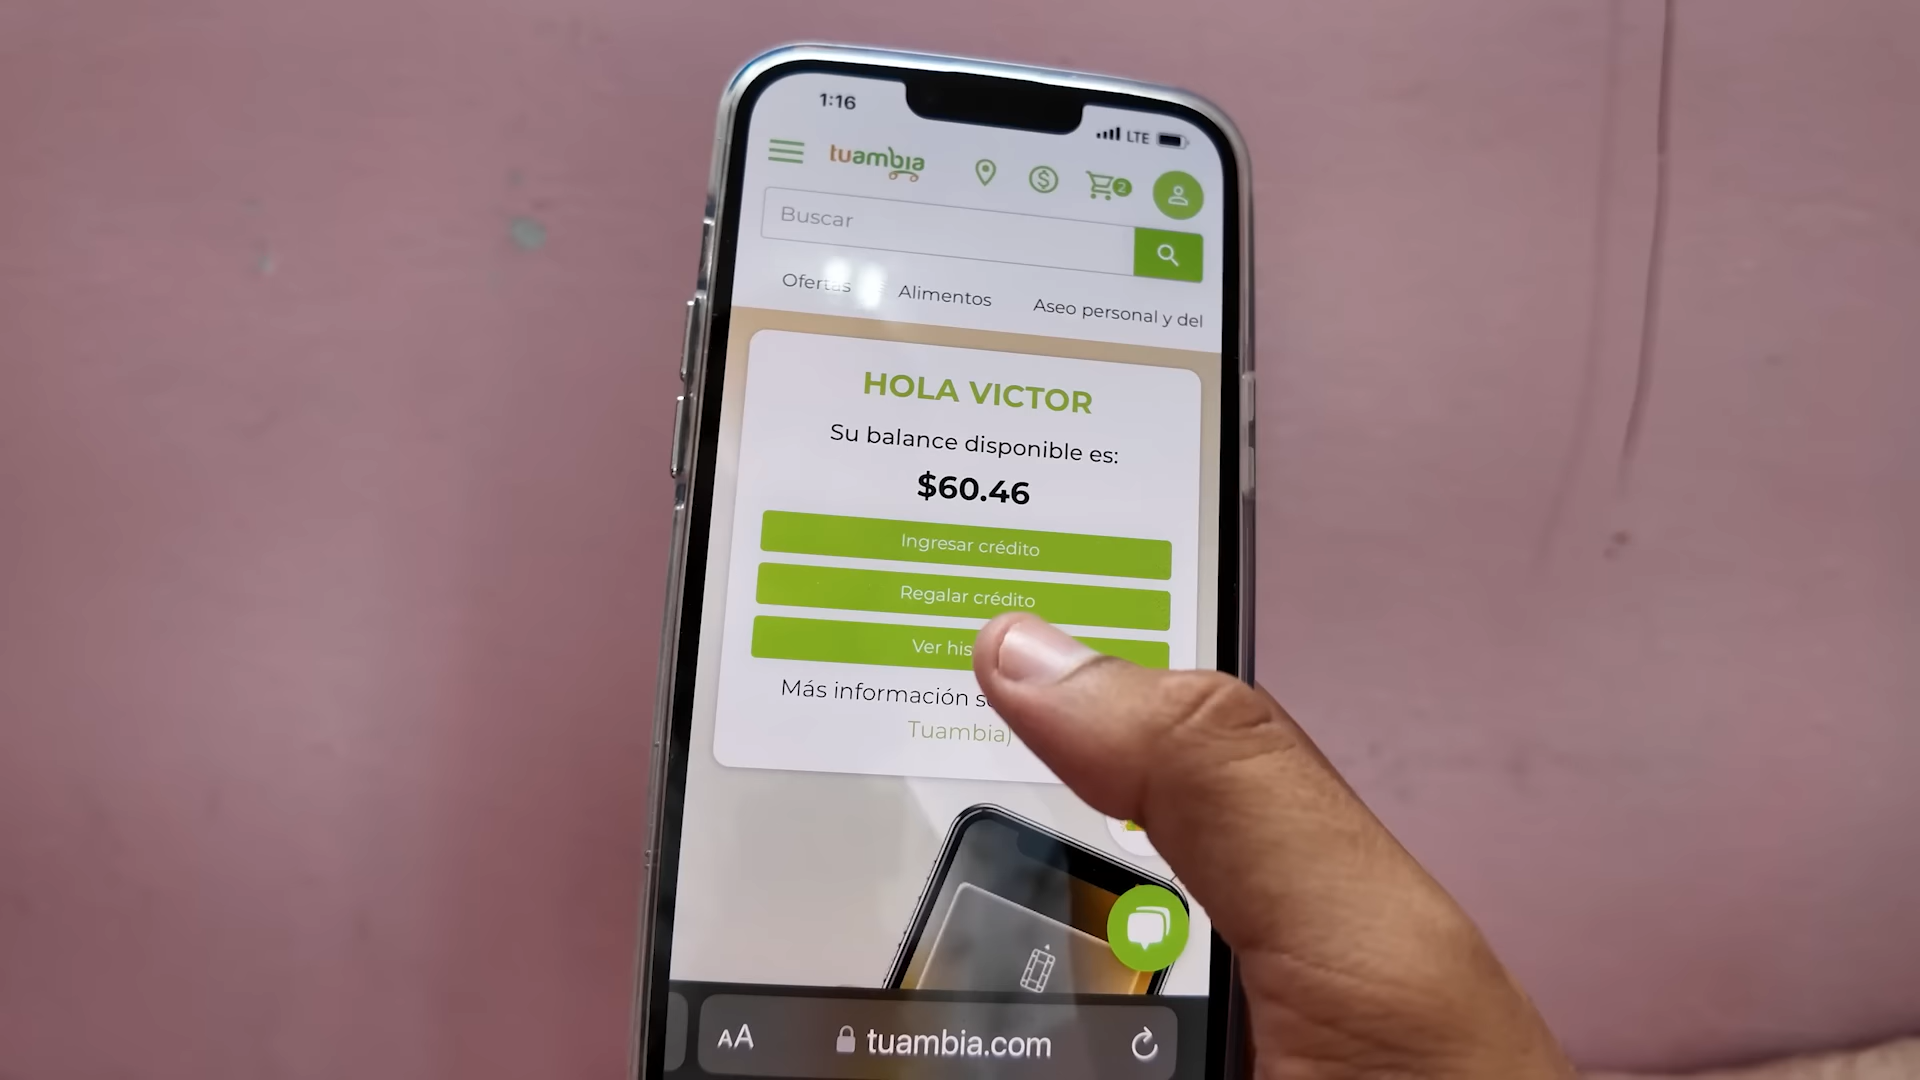 1:16
LTE
tuambia
2
Buscar
Ofertas
Alimentos
Aseo personal y del
HOLA VICTOR
Su balance disponible es:
$60.46
Ingresar crédito
Regalar crédito
Ver his
Más información
Tuambia)
AA
tuambia.com